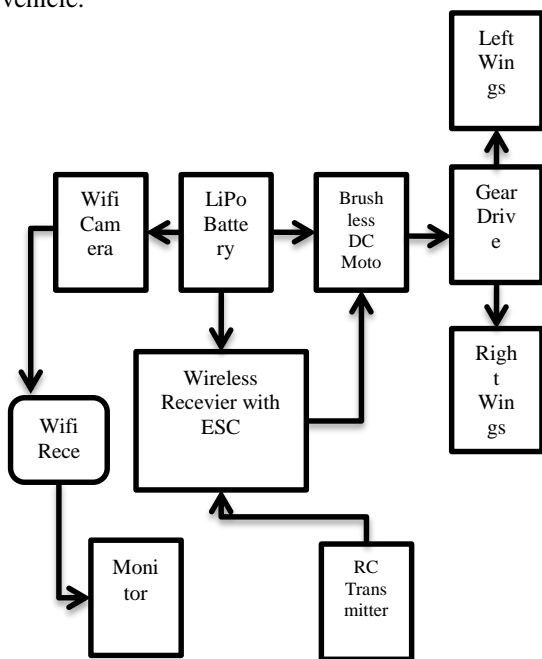 vehicle.
Left
Win
gs
Wifi
Cam
era
LiPo
Batte
ry
Brush
less
DC
Moto
Gear
Driv
e
Wireless
Recevier with
ESC
Righ
t
Win
gs
Wifi
Rece
Moni
tor
RC
Trans
mitter